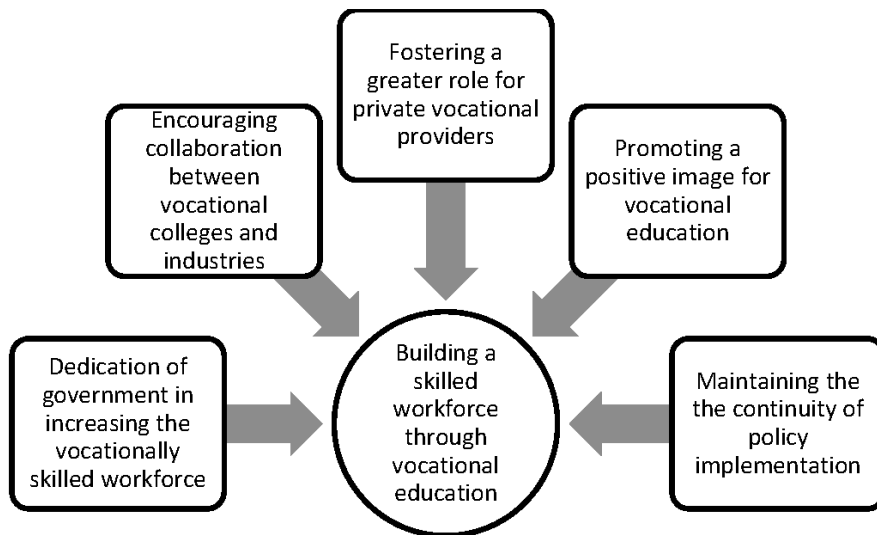 Fostering a
greater role for
private vocational
providers
Encouraging
collaboration
between
vocational
colleges and
industries
Promoting a
positive image for
vocational
education
Dedication of
government in
increasing the
vocationally
skilled workforce
Building a
skilled
workforce
through
vocational
education
Maintaining the
the continuity of
policy
implementation